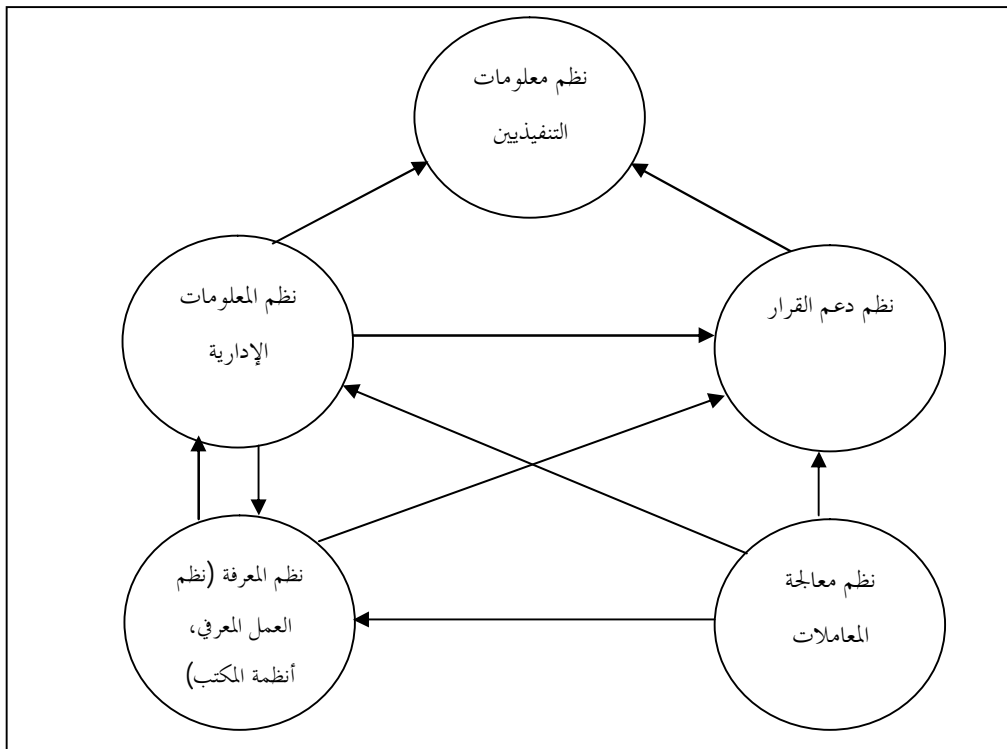 نظم معلومات
التنفيذيين
نظم المعلومات
الإدارية
نظم دعم القرار
نظم المعرفة (نظم
العمل المعرفي،
أنظمة المكتب)
نظم معالجة
المعاملات